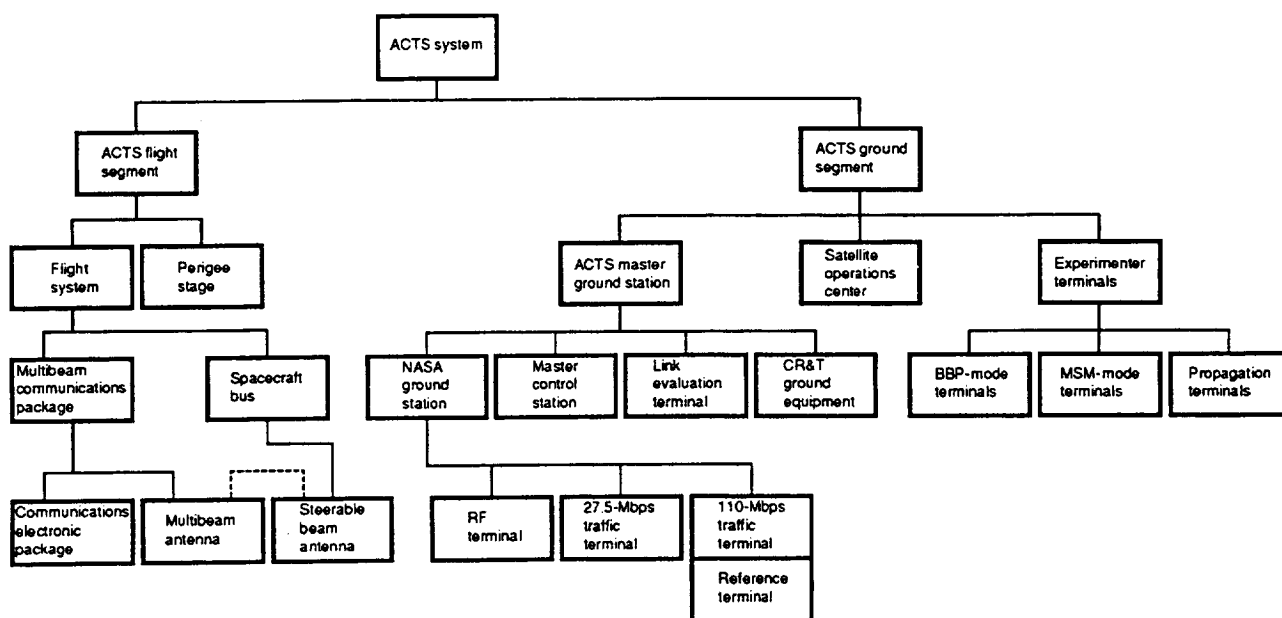 ACTS system
ACTS flight
segment
ACTS ground
segment
Flight
system
Perigee
stage
ACTS master
ground station
Satellite
operations
center
Experimenter
terminals
Multibeam
communications
package
Spacecraft
bus
NASA
ground
station
Master
control
station
Link
evaluation
terminal
CR&T
ground
equipment
BBP-mode
terminals
MSM-mode
terminals
Propagation
terminals
Communications
electronic
package
Multibeam
antenna
Steerable
beam
antenna
RF
terminal
27.5-Mbps
traffic
terminal
110-Mbps
traffic
terminal
Reference
terminal